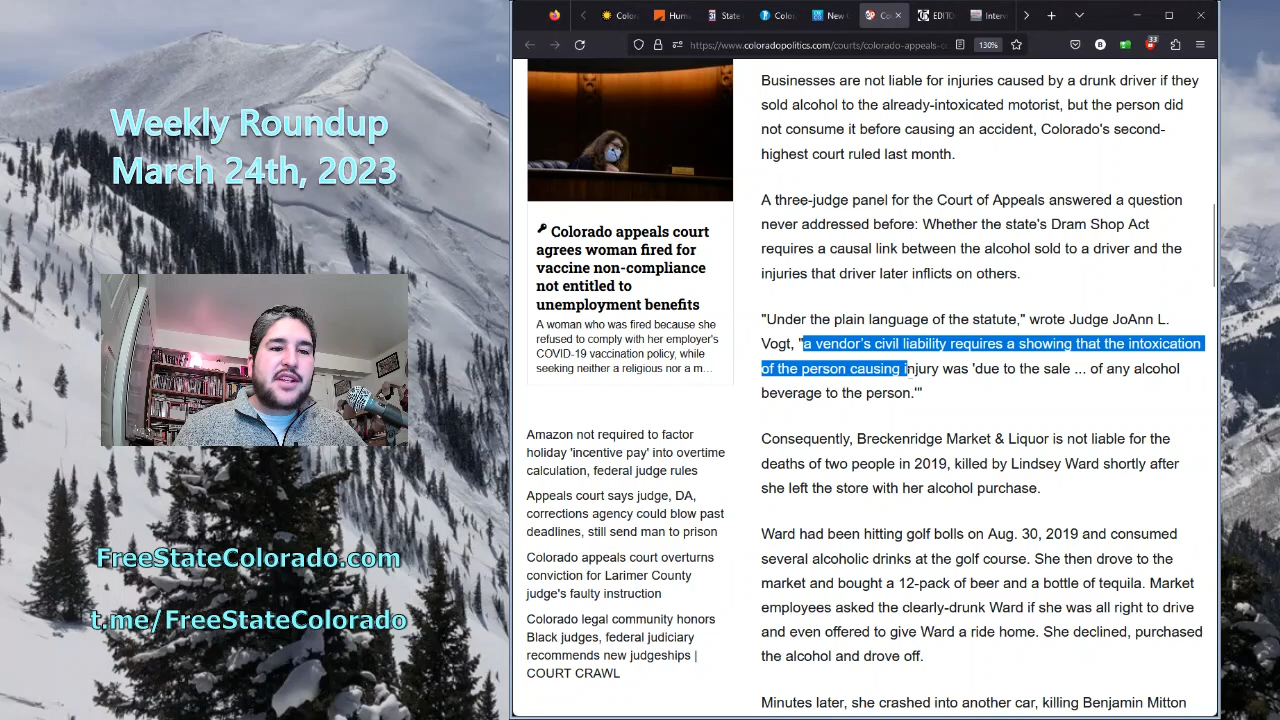 Weekly Roundup
March 24th, 2023
FreeStateColorado.com
t.me/FreeStateColorado
Color
Hum
State
Color
New
Co
EDITO
Interv
https://www.coloradopolitics.com/courts/colorado-appeals-c
130%
33
Colorado appeals court
agrees woman fired for
vaccine non-compliance
not entitled to
unemployment benefits
A woman who was fired because she
refused to comply with her employer's
COVID-19 vaccination policy, while
seeking neither a religious nor a m...
Amazon not required to factor
holiday 'incentive pay' into overtime
calculation, federal judge rules
Appeals court says judge, DA,
corrections agency could blow past
deadlines, still send man to prison
Colorado appeals court overturns
conviction for Larimer County
judge's faulty instruction
Colorado legal community honors
Black judges, federal judiciary
recommends new judgeships |
COURT CRAWL
Businesses are not liable for injuries caused by a drunk driver if they
sold alcohol to the already-intoxicated motorist, but the person did
not consume it before causing an accident, Colorado's second-
highest court ruled last month.
A three-judge panel for the Court of Appeals answered a question
never addressed before: Whether the state's Dram Shop Act
requires a causal link between the alcohol sold to a driver and the
injuries that driver later inflicts on others.
"Under the plain language of the statute," wrote Judge JoAnn L.
Vogt, "a vendor's civil liability requires a showing that the intoxication
of the person causing injury was 'due to the sale ... of any alcohol
beverage to the person.'"
Consequently, Breckenridge Market & Liquor is not liable for the
deaths of two people in 2019, killed by Lindsey Ward shortly after
she left the store with her alcohol purchase.
Ward had been hitting golf bolls on Aug. 30, 2019 and consumed
several alcoholic drinks at the golf course. She then drove to the
market and bought a 12-pack of beer and a bottle of tequila. Market
employees asked the clearly-drunk Ward if she was all right to drive
and even offered to give Ward a ride home. She declined, purchased
the alcohol and drove off.
Minutes later, she crashed into another car, killing Benjamin Mitton